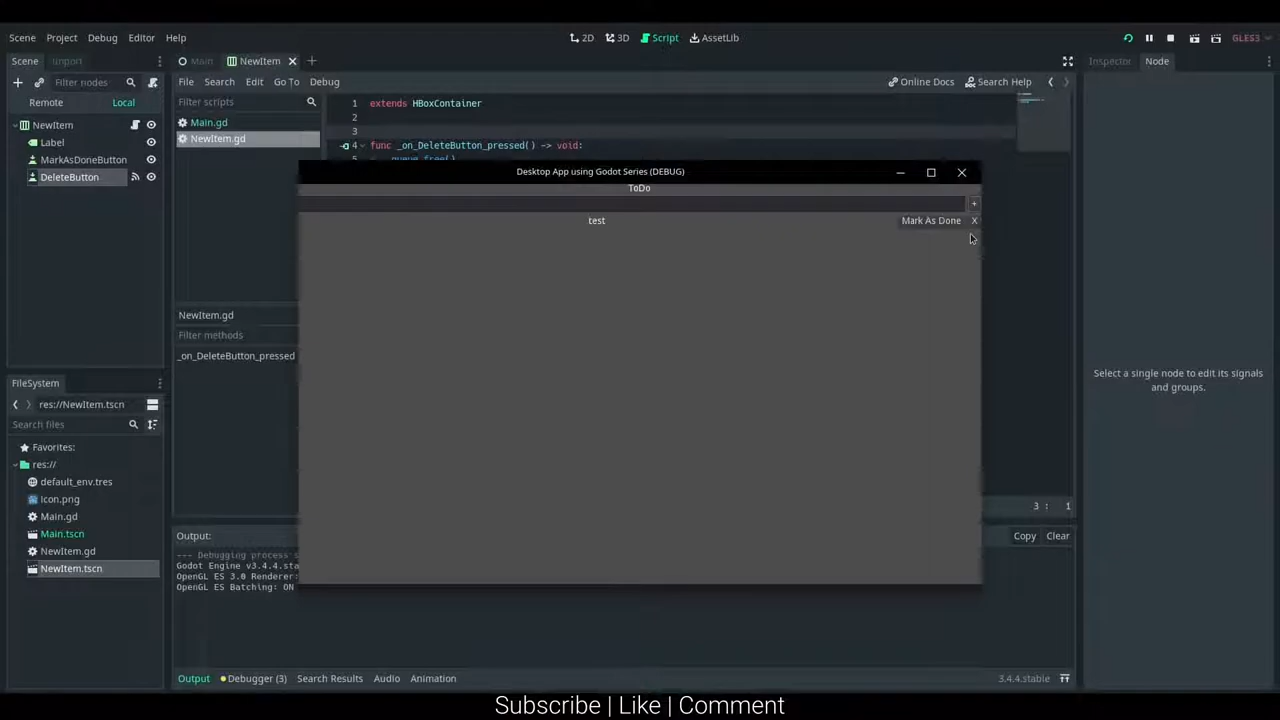 Scene Project Debug Editor Help 2D 3D Script AssetLib GLES3
Scene Import Main NewItem Inspector Node
Filter nodes File Search Edit Go To Debug Online Docs Search Help
Remote Local Filter scripts 1 extends HBoxContainer
2
NewItem Main.gd 3
Label NewItem.gd 4 func _on_DeleteButton_pressed() -> void:
MarkAsDoneButton 5 queue_free()
DeleteButton
Desktop App using Godot Series (DEBUG)
ToDo
+
test Mark As Done X
NewItem.gd
Filter methods
_on_DeleteButton_pressed
Select a single node to edit its signals
and groups.
FileSystem
res://NewItem.tscn
Search files
Favorites:
res://
default_env.tres
icon.png
Main.gd
Main.tscn
NewItem.gd
NewItem.tscn
3 : 1
Output: Copy Clear
--- Debugging process s
Godot Engine v3.4.4.sta
OpenGL ES 3.0 Renderer:
OpenGL ES Batching: ON
Output Debugger (3) Search Results Audio Animation 3.4.4.stable
Subscribe | Like | Comment